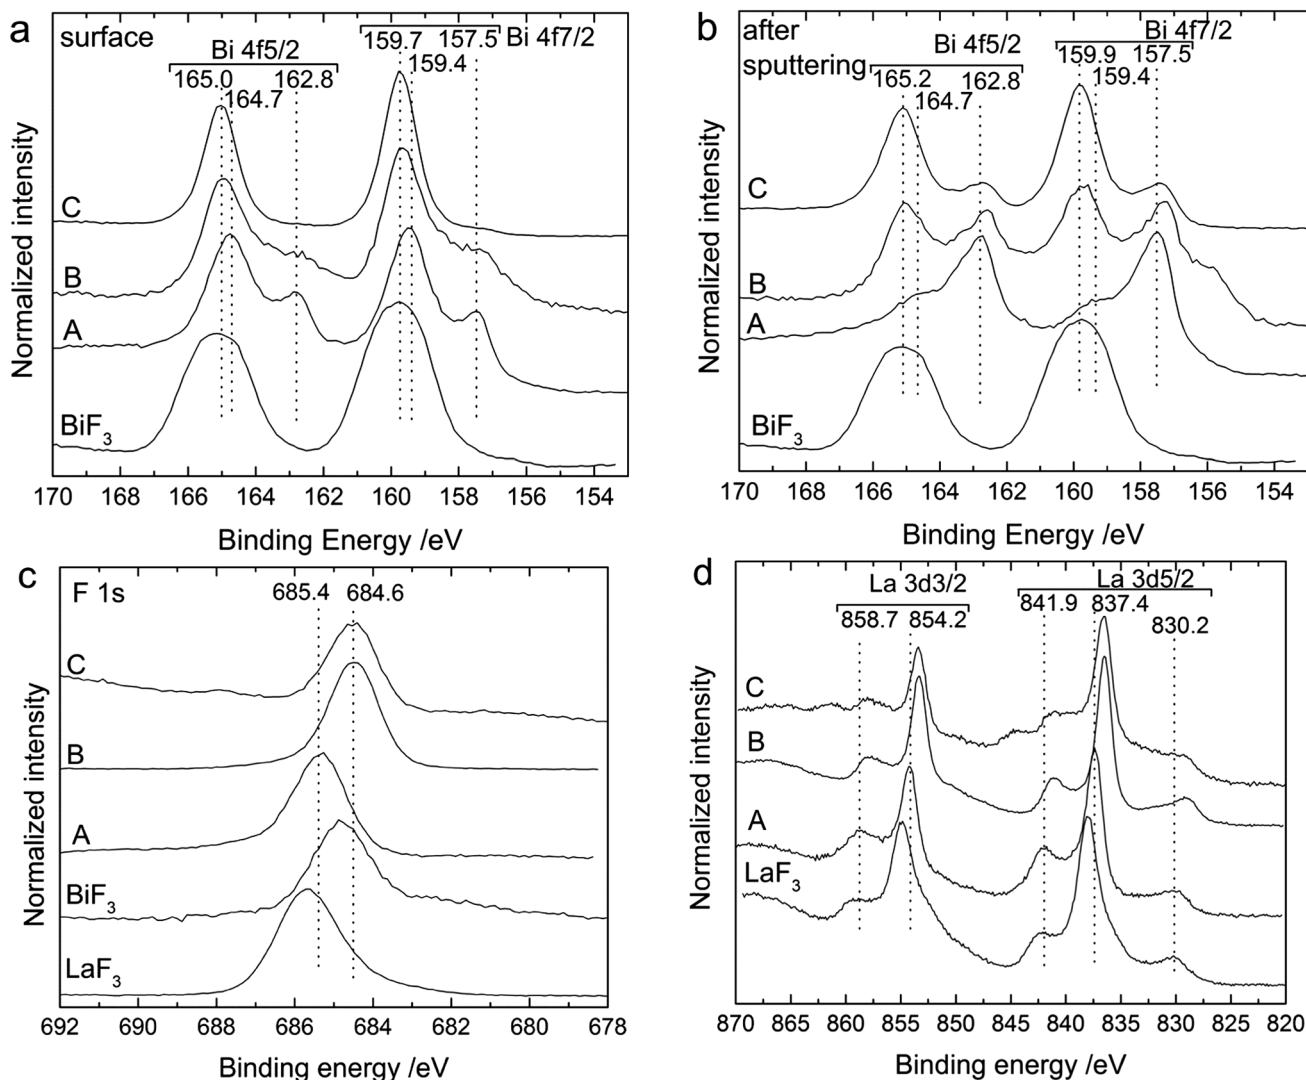 a
surface
Bi 4f5/2
159.7 157.5 Bi 4f7/2
165.0 162.8 159.4
164.7
C
B
A
BiF3
Normalized intensity
170 168 166 164 162 160 158 156 154
Binding Energy /eV
b
after
sputtering
Bi 4f5/2
Bi 4f7/2
165.2 162.8 159.9 157.5
164.7 159.4
C
B
A
BiF3
Normalized intensity
170 168 166 164 162 160 158 156 154
Binding Energy /eV
c
F 1s
685.4 684.6
C
B
A
BiF3
LaF3
Normalized intensity
692 690 688 686 684 682 680 678
Binding energy /eV
d
La 3d3/2
La 3d5/2
858.7 854.2 841.9 837.4
830.2
C
B
A
LaF3
Normalized intensity
870 865 860 855 850 845 840 835 830 825 820
Binding energy /eV